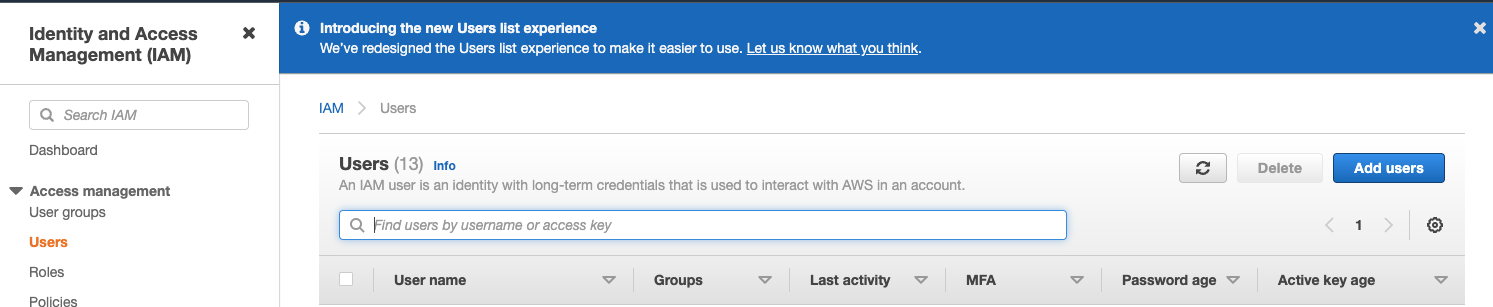 Identity and Access
Management (IAM)
Search IAM
Dashboard
Access management
User groups
Users
Roles
Policies
Introducing the new Users list experience
We've redesigned the Users list experience to make it easier to use. Let us know what you think.
IAM Users
Users (13) Info
Delete
Add users
An IAM user is an identity with long-term credentials that is used to interact with AWS in an account.
Find users by username or access key
1
User name Groups Last activity MFA Password age Active key age